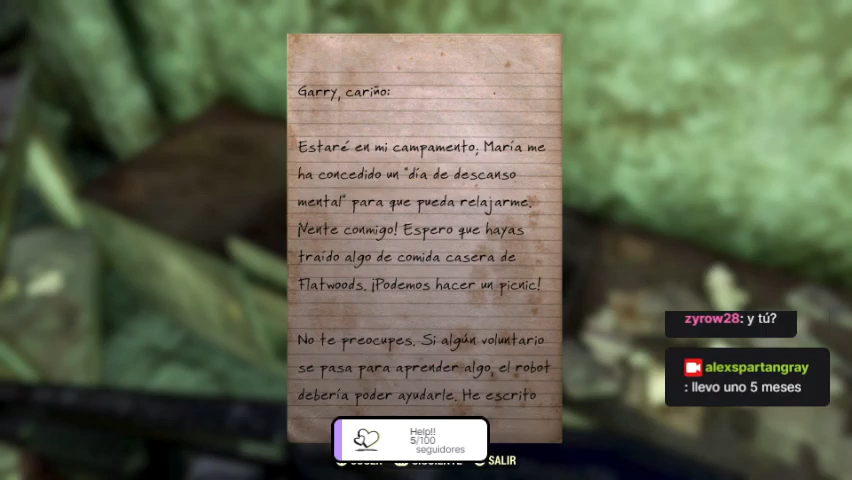 Garry, cariño:
Estaré en mi campamento, María me
ha concedido un "día de descanso
mental" para que pueda relajarme.
¡Vente conmigo! Espero que hayas
traído algo de comida casera de
Flatwoods. ¡Podemos hacer un picnic!
No te preocupes. Si algún voluntario
se pasa para aprender algo, el robot
debería poder ayudarle. He escrito
zyrow28: y tú?
alexspartangray
: llevo uno 5 meses
Help!!
5/100
seguidores
SALIR